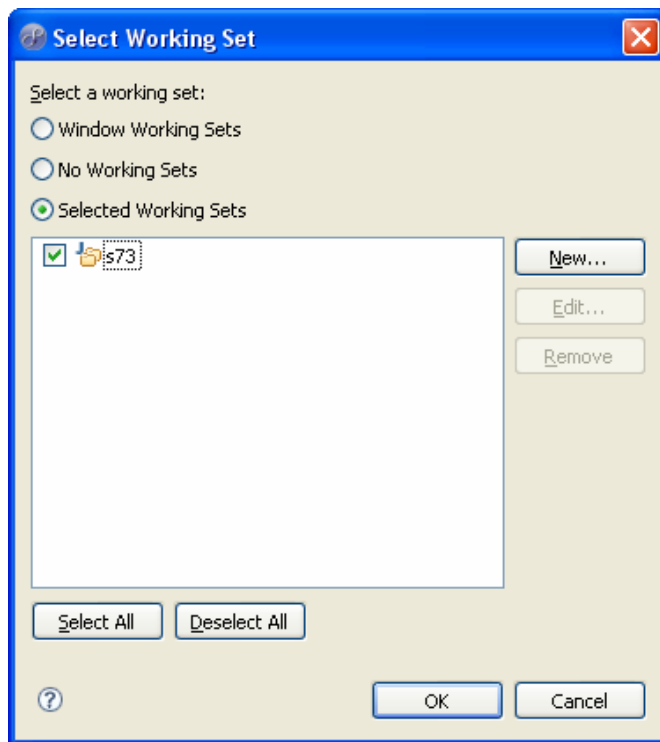 Select Working Set
Select a working set:
Window Working Sets
No Working Sets
Selected Working Sets
s73
New...
Edit...
Remove
Select All
Deselect All
?
OK
Cancel